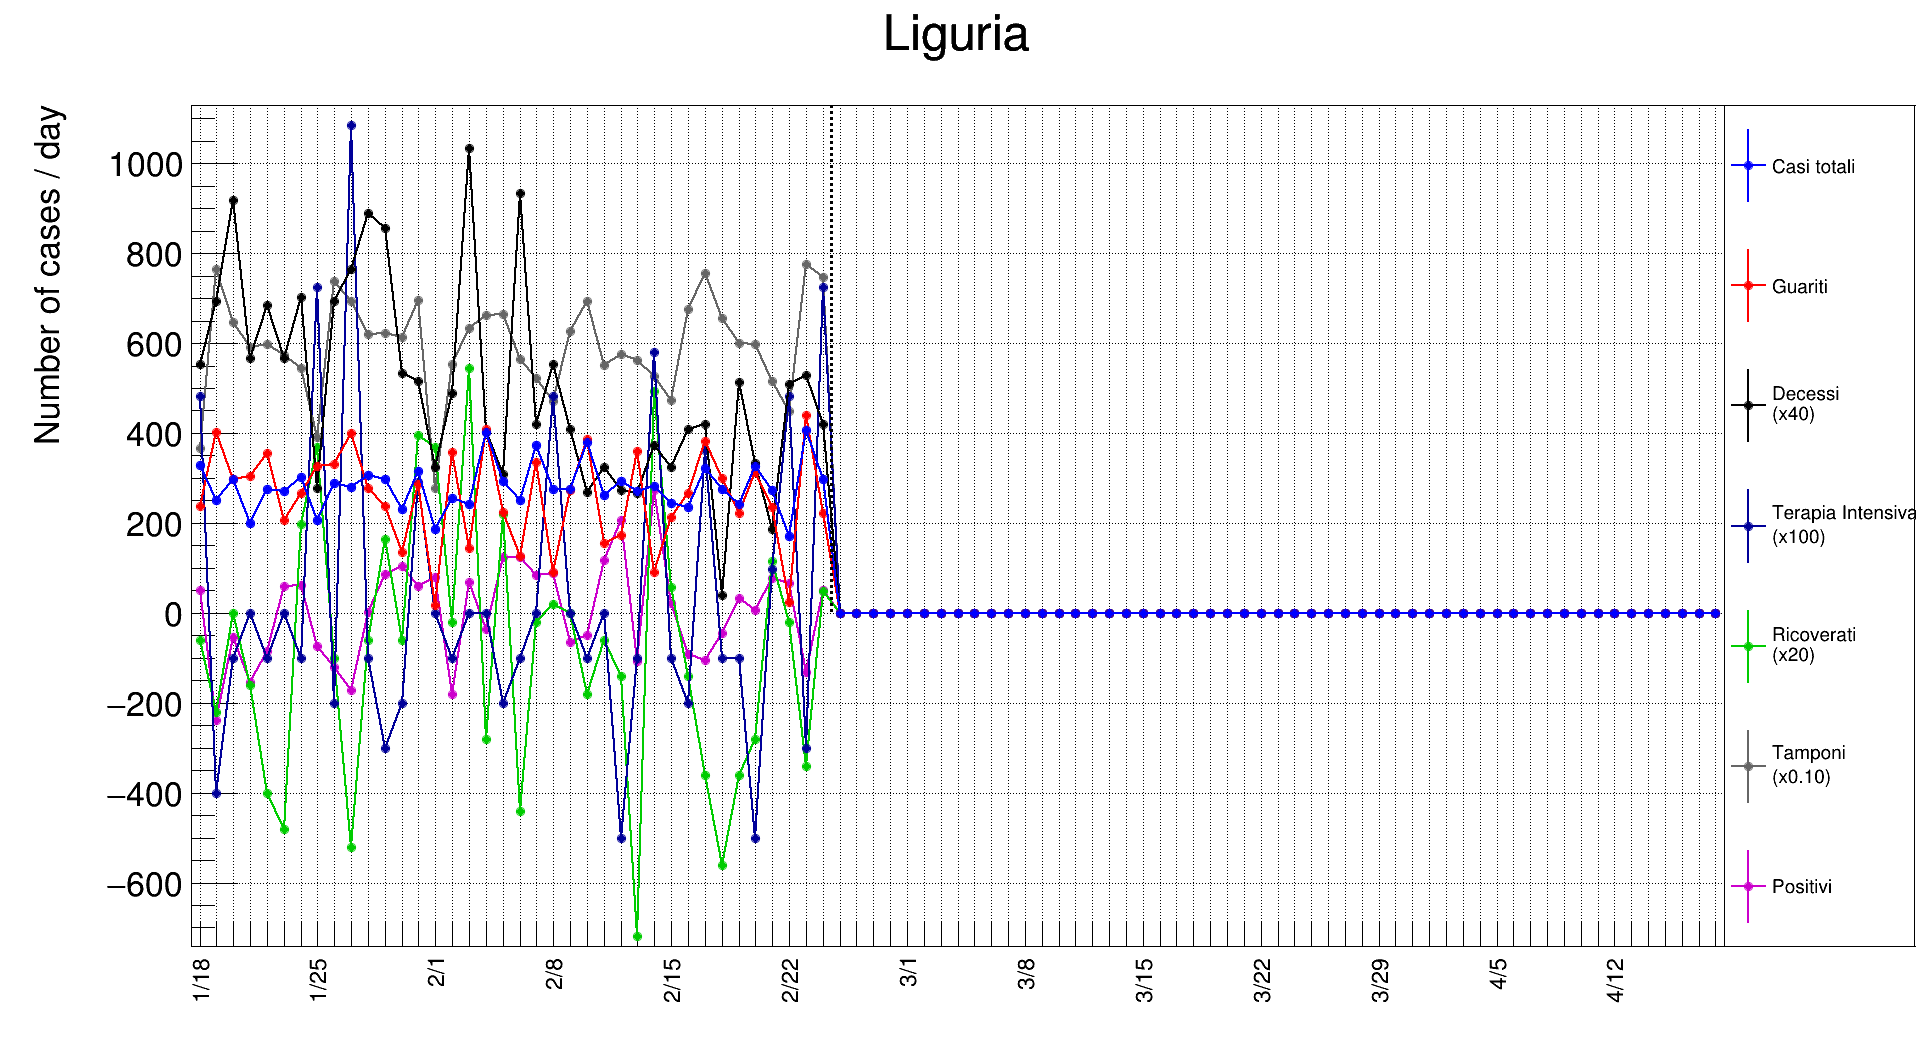 Liguria
Number of cases / day
1000
800
600
400
200
0
−200
−400
−600
1/18
1/25
2/1
2/8
2/15
2/22
3/1
3/8
3/15
3/22
3/29
4/5
4/12
Casi totali
Guariti
Decessi
(x40)
Terapia Intensiva
(x100)
Ricoverati
(x20)
Tamponi
(x0.10)
Positivi